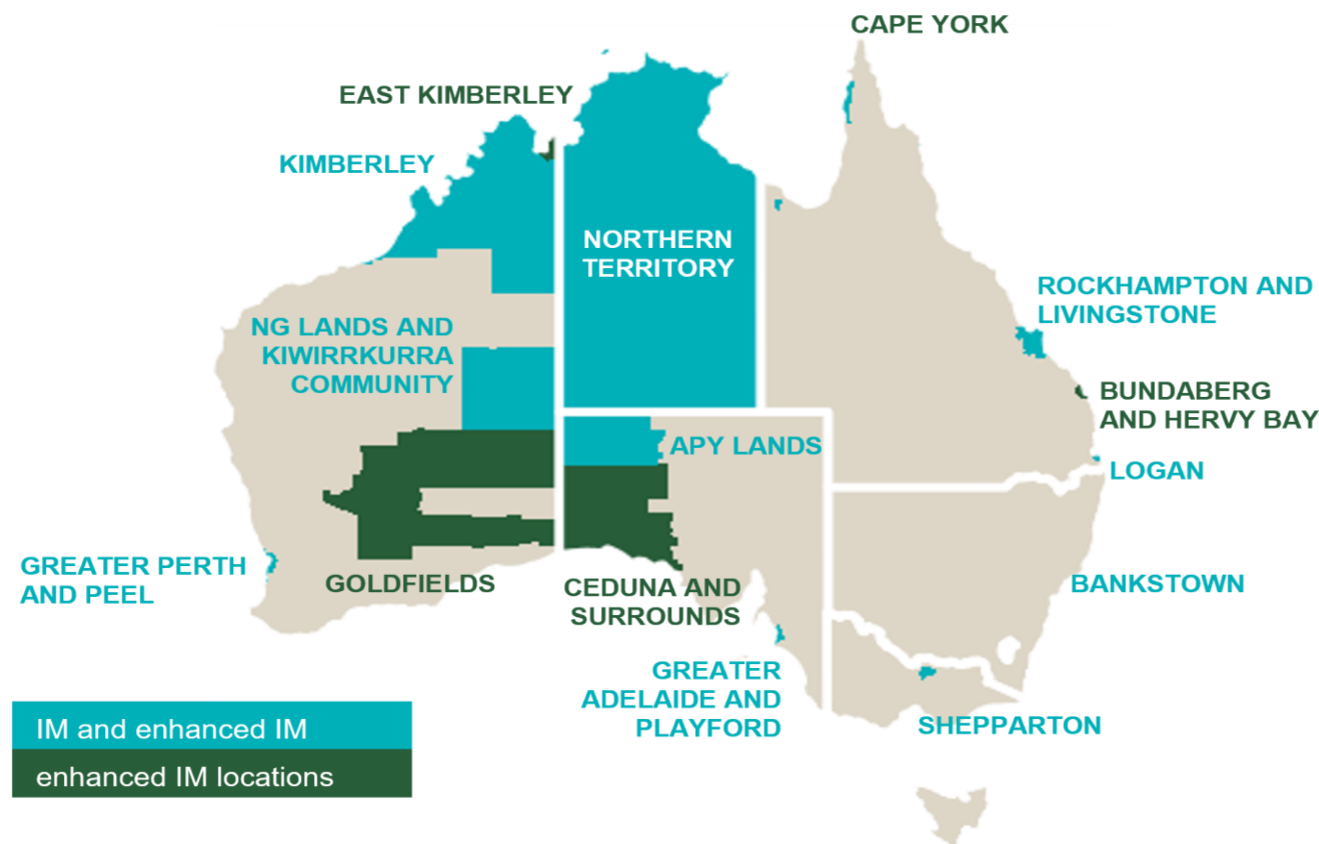 CAPE YORK
EAST KIMBERLEY
KIMBERLEY
NORTHERN
TERRITORY
ROCKHAMPTON AND
LIVINGSTONE
NG LANDS AND
KIWIRRKURRA
COMMUNITY
BUNDABERG
AND HERVY BAY
APY LANDS
LOGAN
GREATER PERTH
AND PEEL
GOLDFIELDS
CEDUNA AND
SURROUNDS
BANKSTOWN
GREATER
ADELAIDE AND
PLAYFORD
SHEPPARTON
IM and enhanced IM
enhanced IM locations